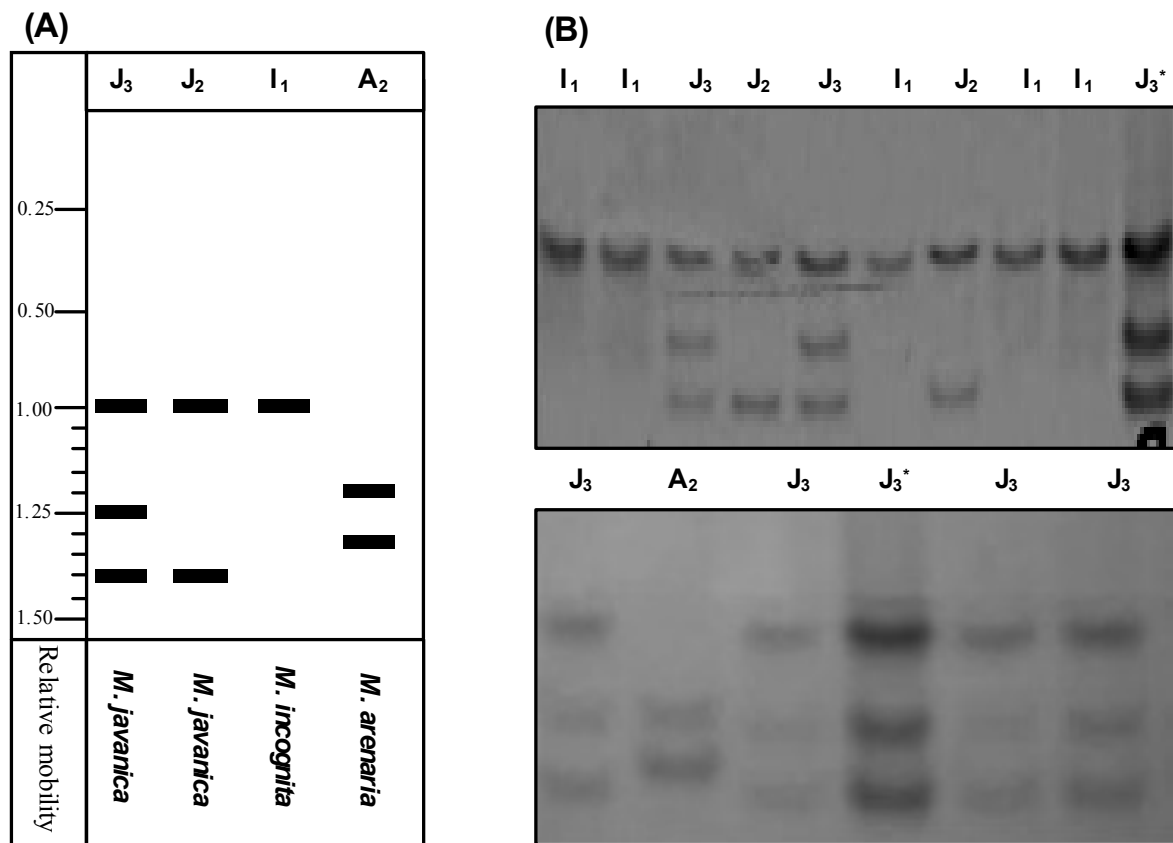 (A)
J₃ J₂ I₁ A₂
0.25
0.50
1.00
1.25
1.50
Relative mobility
M. javanica
M. javanica
M. incognita
M. arenaria
(B)
I₁ I₁ J₃ J₂ J₃ I₁ J₂ I₁ I₁ J₃*
J₃ A₂ J₃ J₃* J₃ J₃